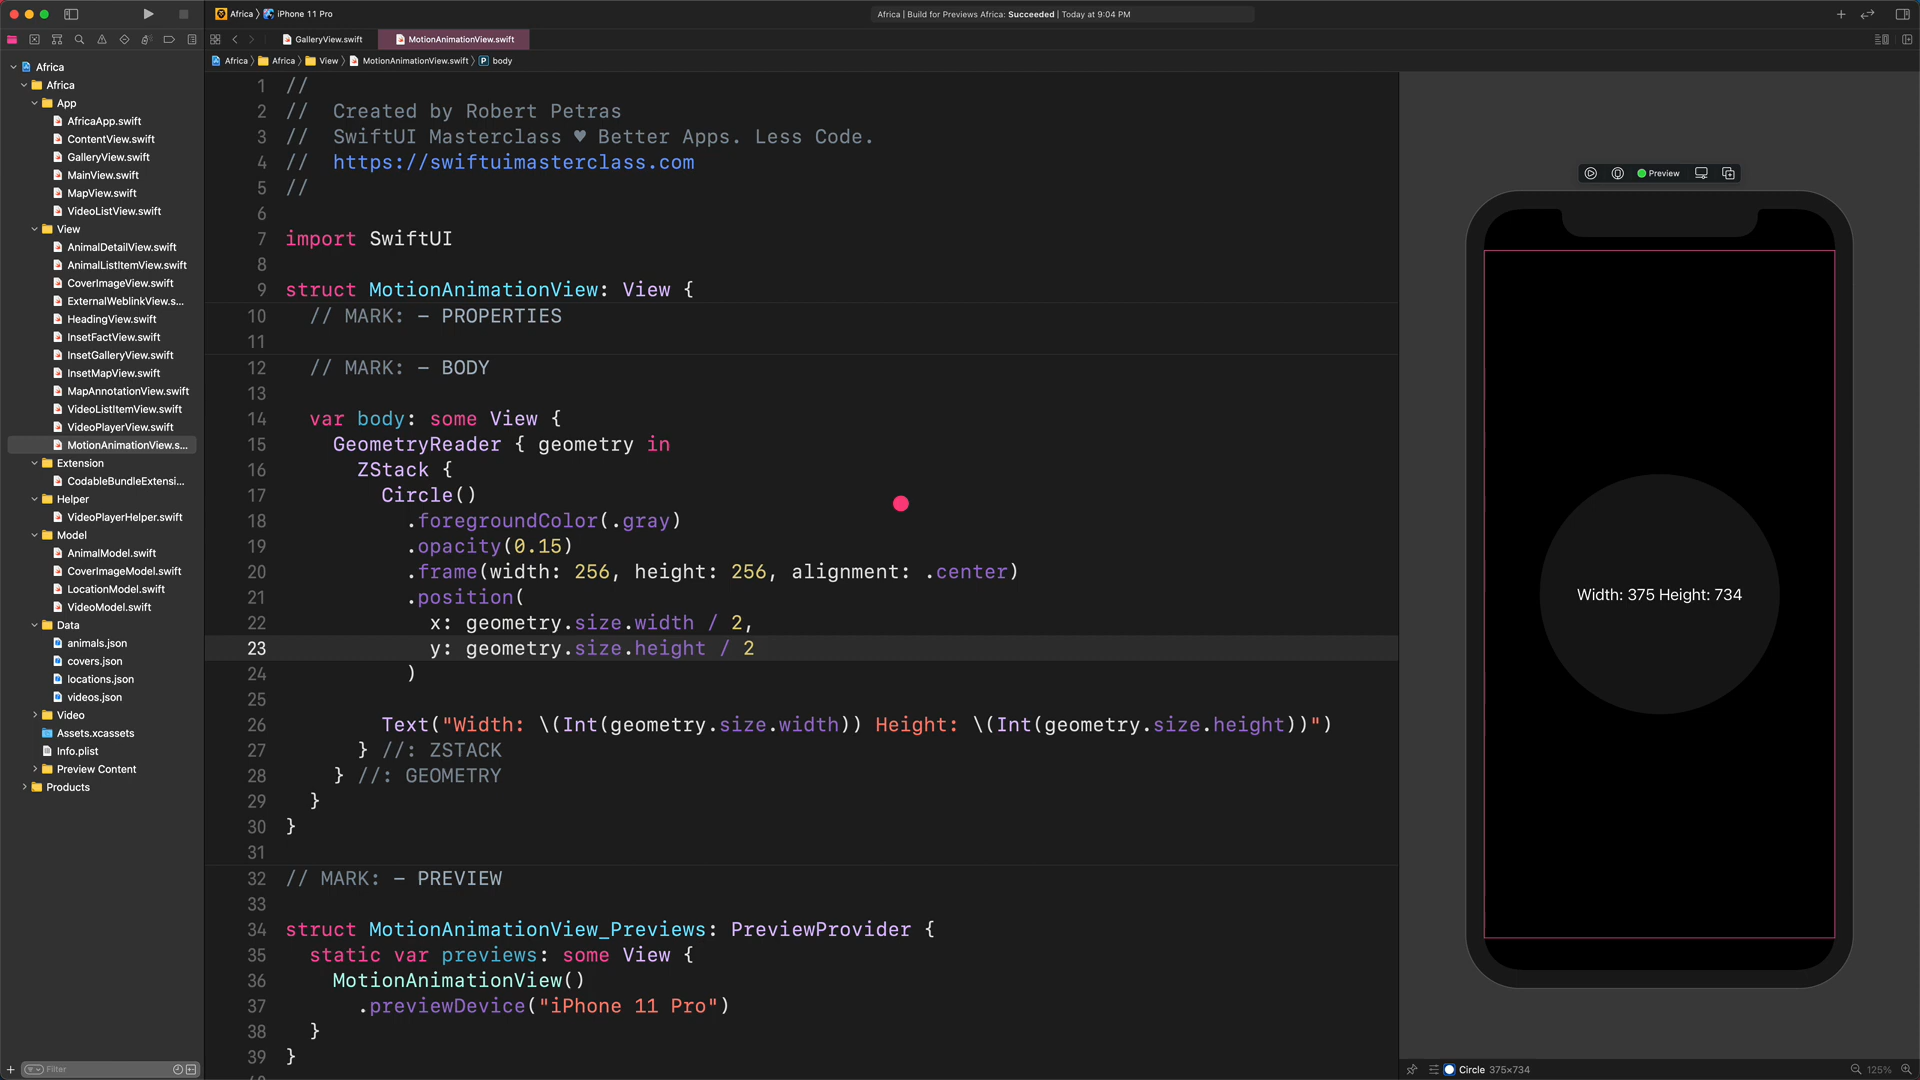 Africa
iPhone 11 Pro
Africa | Build for Previews Africa: Succeeded | Today at 9:04 PM
GalleryView.swift
MotionAnimationView.swift
Africa
Africa
View
MotionAnimationView.swift
P body
Africa
Africa
App
AfricaApp.swift
ContentView.swift
GalleryView.swift
MainView.swift
MapView.swift
VideoListView.swift
View
AnimalDetailView.swift
AnimalListItemView.swift
CoverImageView.swift
ExternalWeblinkView.s...
HeadingView.swift
InsetFactView.swift
InsetGalleryView.swift
InsetMapView.swift
MapAnnotationView.swift
VideoListItemView.swift
VideoPlayerView.swift
MotionAnimationView.s...
Extension
CodableBundleExtensi...
Helper
VideoPlayerHelper.swift
Model
AnimalModel.swift
CoverImageModel.swift
LocationModel.swift
VideoModel.swift
Data
animals.json
covers.json
locations.json
videos.json
Video
Assets.xcassets
Info.plist
Preview Content
Products
Filter
1 //
2 // Created by Robert Petras
3 // SwiftUI Masterclass ♥ Better Apps. Less Code.
4 // https://swiftuimasterclass.com
5 //
6
7 import SwiftUI
8
9 struct MotionAnimationView: View {
10 // MARK: - PROPERTIES
11
12 // MARK: - BODY
13
14 var body: some View {
15 GeometryReader { geometry in
16 ZStack {
17 Circle()
18 .foregroundColor(.gray)
19 .opacity(0.15)
20 .frame(width: 256, height: 256, alignment: .center)
21 .position(
22 x: geometry.size.width / 2,
23 y: geometry.size.height / 2
24 )
25
26 Text("Width: \(Int(geometry.size.width)) Height: \(Int(geometry.size.height))")
27 } //: ZSTACK
28 } //: GEOMETRY
29 }
30 }
31
32 // MARK: - PREVIEW
33
34 struct MotionAnimationView_Previews: PreviewProvider {
35 static var previews: some View {
36 MotionAnimationView()
37 .previewDevice("iPhone 11 Pro")
38 }
39 }
Preview
Width: 375 Height: 734
Circle 375×734
125%